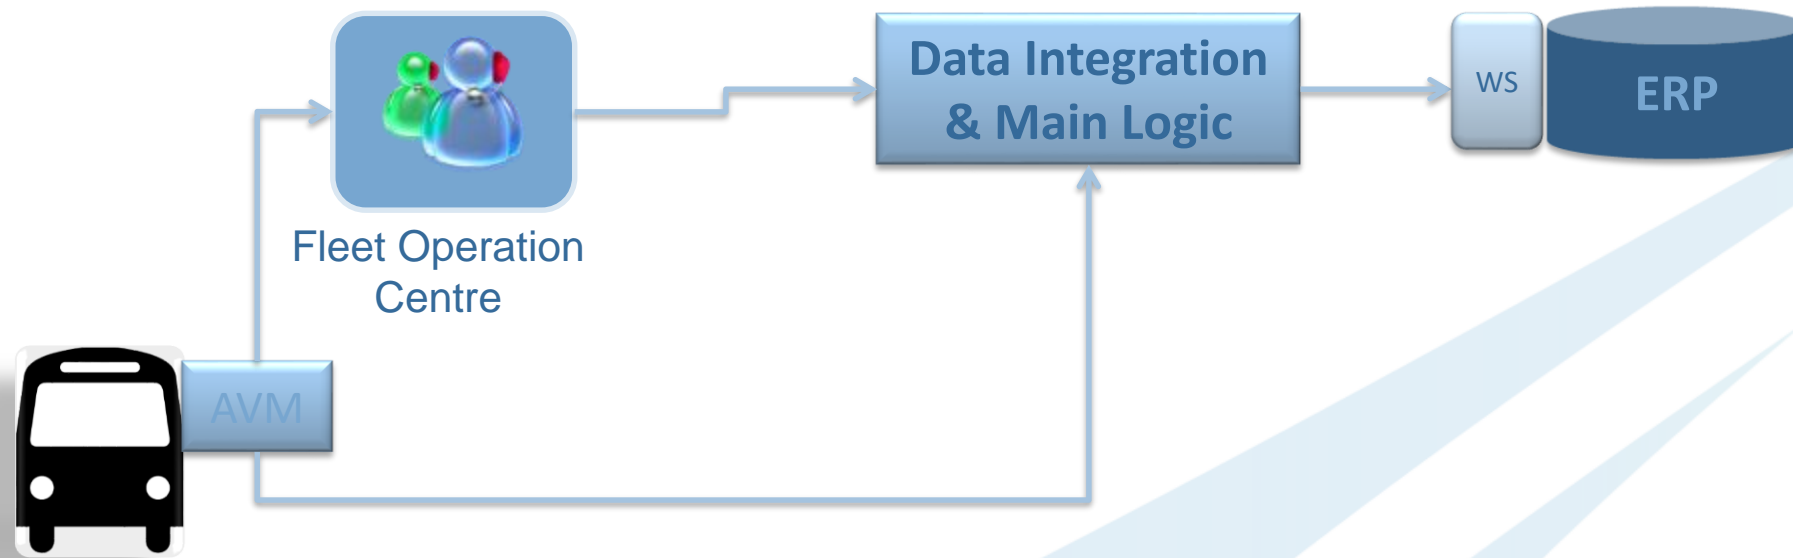 Data Integration
& Main Logic
WS
ERP
Fleet Operation
Centre
AVM